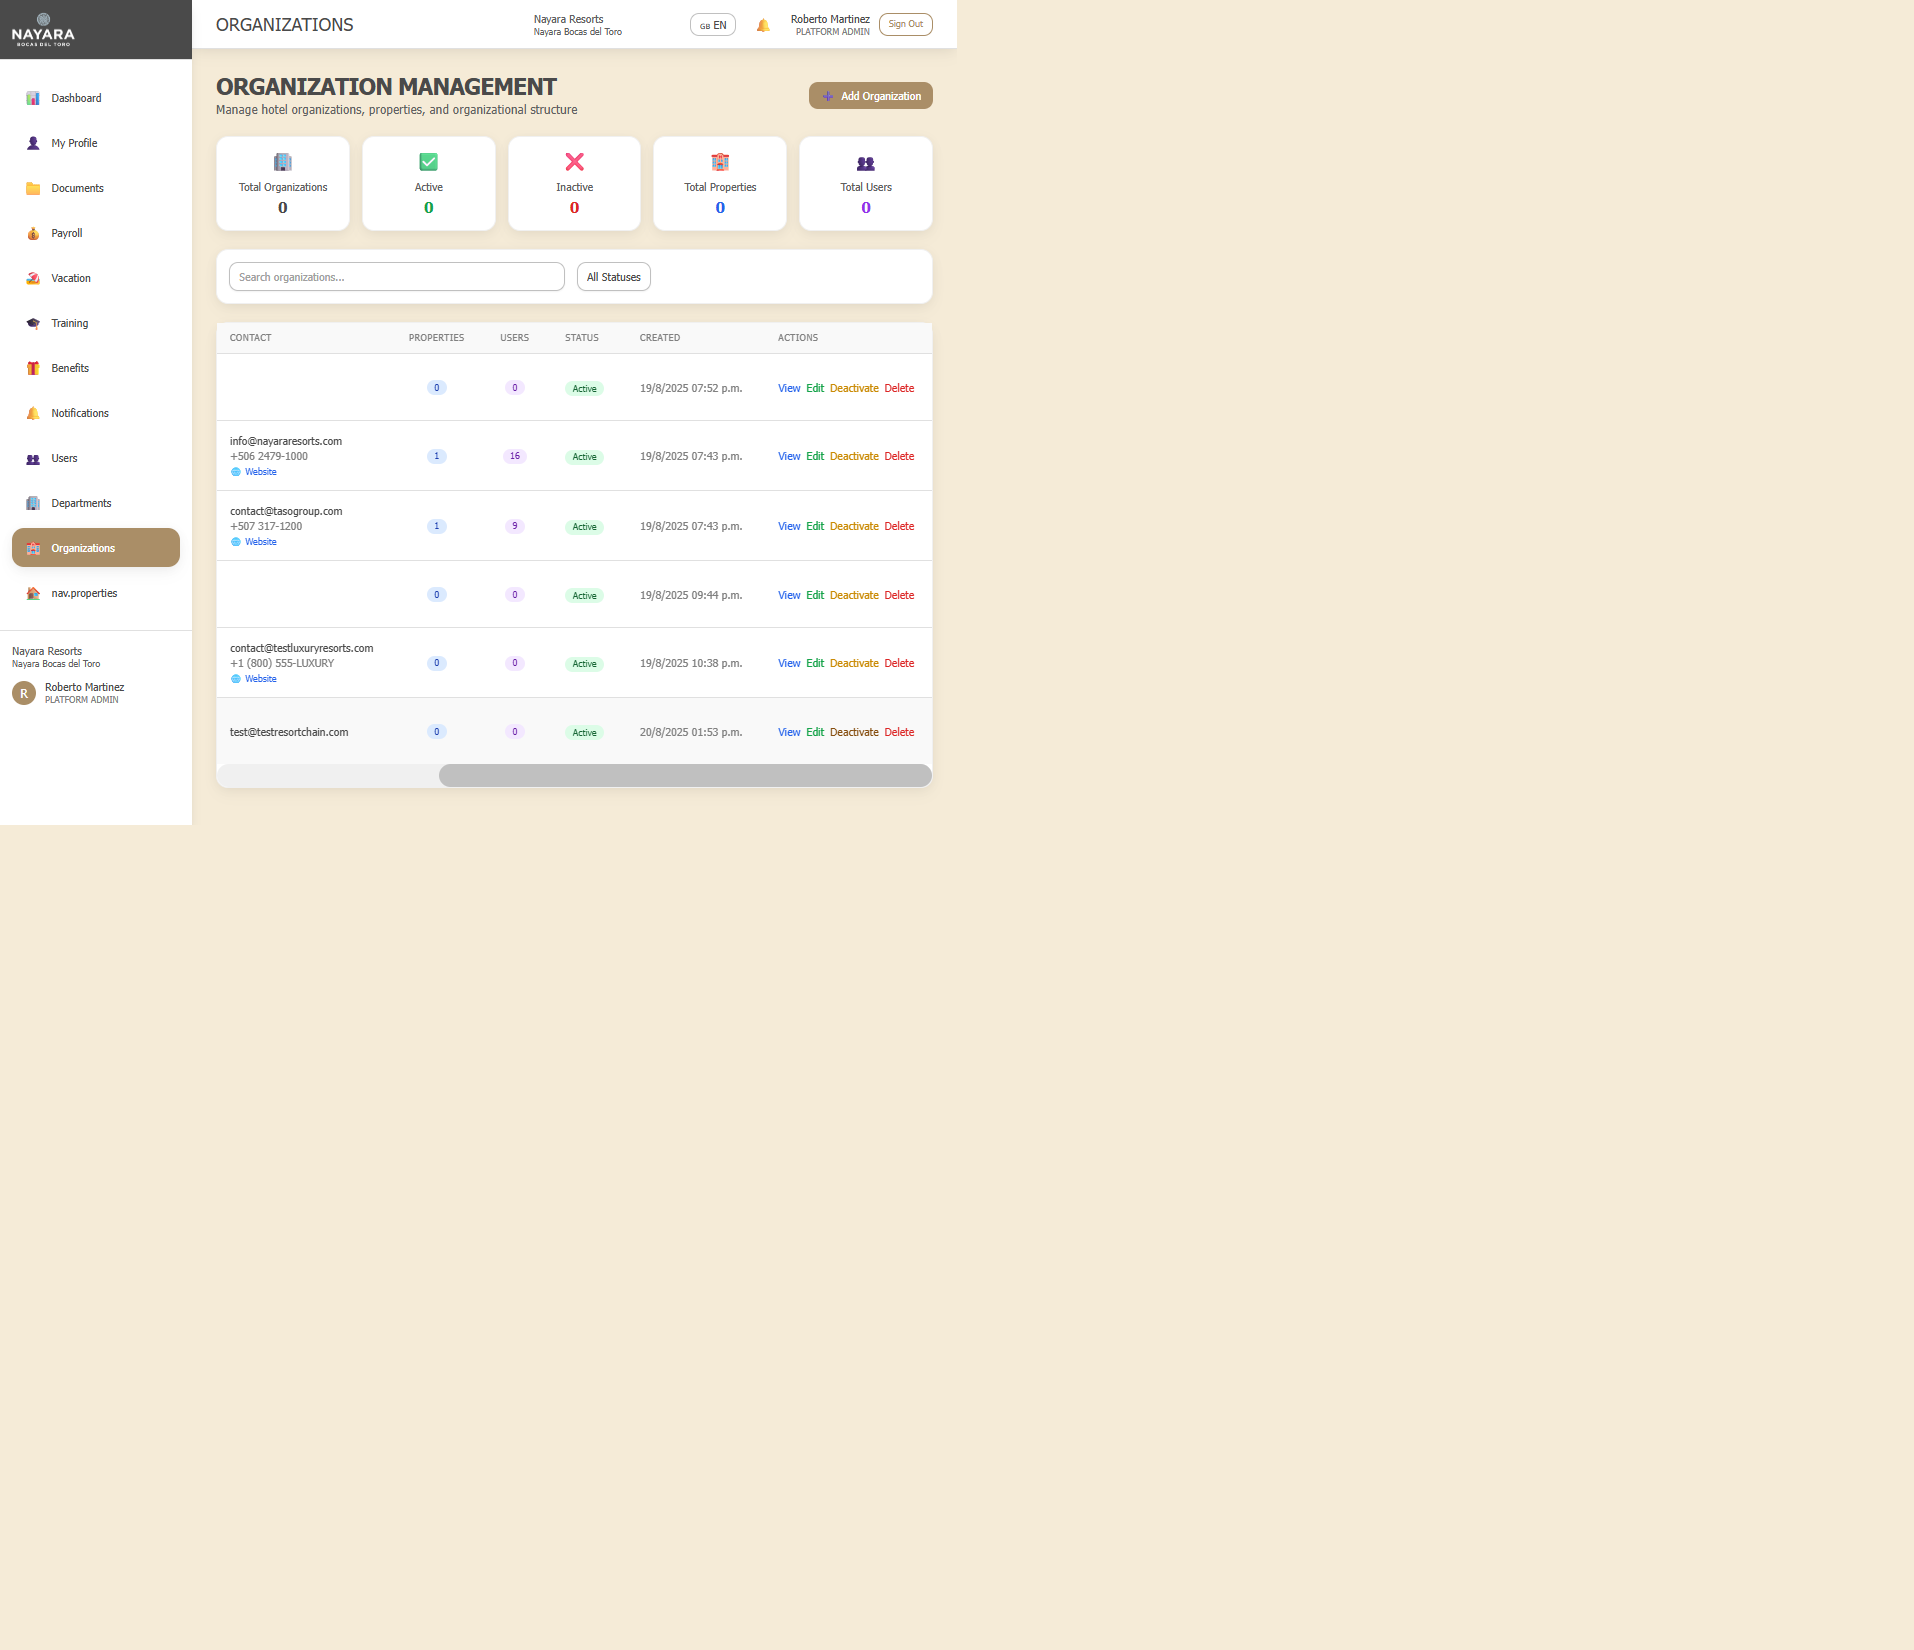 NAYARA
BOCAS DEL TORO
Dashboard
My Profile
Documents
Payroll
Vacation
Training
Benefits
Notifications
Users
Departments
Organizations
nav.properties
Nayara Resorts
Nayara Bocas del Toro
R
Roberto Martinez
PLATFORM ADMIN
ORGANIZATIONS
Nayara Resorts
Nayara Bocas del Toro
GB EN
Roberto Martinez
PLATFORM ADMIN
Sign Out
ORGANIZATION MANAGEMENT
Manage hotel organizations, properties, and organizational structure
Add Organization
Total Organizations
0
Active
0
Inactive
0
Total Properties
0
Total Users
0
Search organizations...
All Statuses
CONTACT PROPERTIES USERS STATUS CREATED ACTIONS
0 0 Active 19/8/2025 07:52 p.m. View Edit Deactivate Delete
info@nayararesorts.com
+506 2479-1000
Website
1 16 Active 19/8/2025 07:43 p.m. View Edit Deactivate Delete
contact@tasogroup.com
+507 317-1200
Website
1 9 Active 19/8/2025 07:43 p.m. View Edit Deactivate Delete
0 0 Active 19/8/2025 09:44 p.m. View Edit Deactivate Delete
contact@testluxuryresorts.com
+1 (800) 555-LUXURY
Website
0 0 Active 19/8/2025 10:38 p.m. View Edit Deactivate Delete
test@testresortchain.com 0 0 Active 20/8/2025 01:53 p.m. View Edit Deactivate Delete